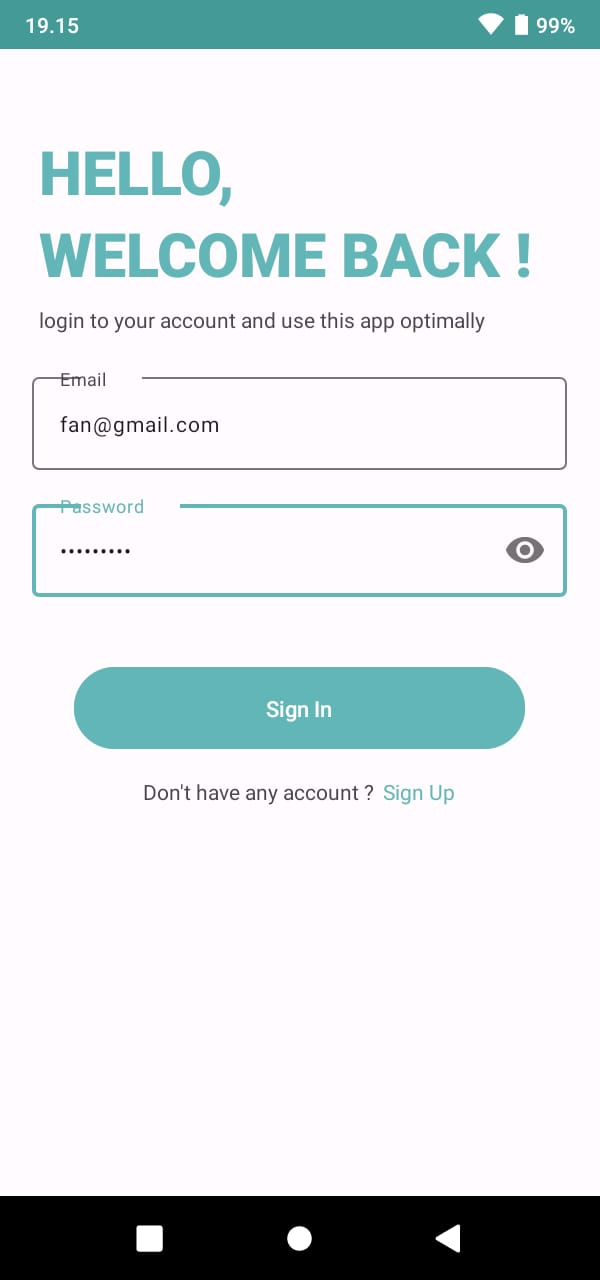 19.15 99%
HELLO,
WELCOME BACK !
login to your account and use this app optimally
Email
fan@gmail.com
Password
•••••••••
Sign In
Don't have any account ? Sign Up